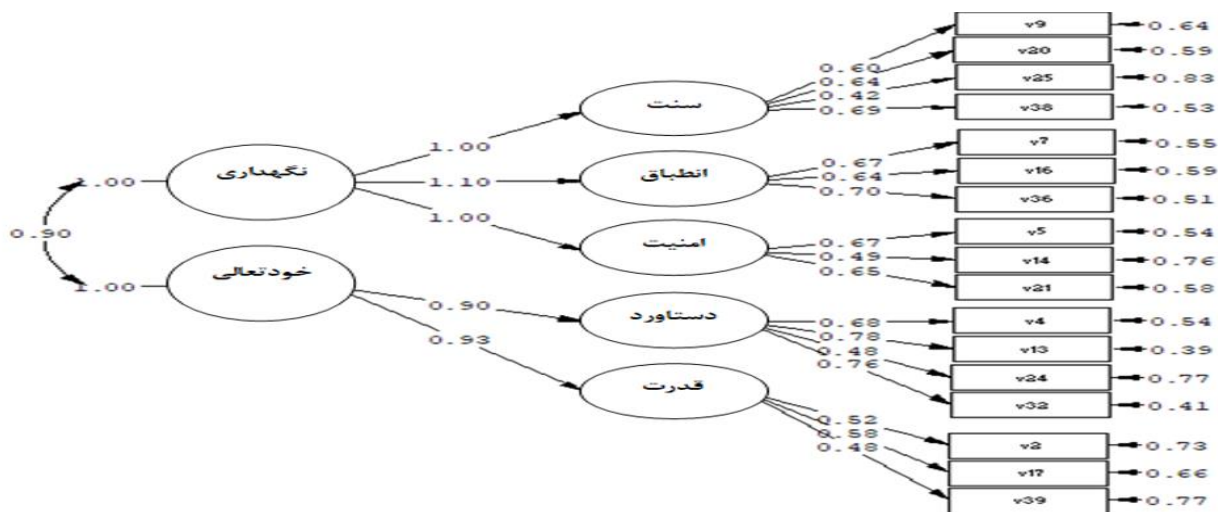 v9
0.64
v20
0.59
v25
0.83
v38
0.53
0.60
0.64
0.42
0.69
سنت
v7
0.55
v16
0.59
v36
0.51
0.67
0.64
0.70
انطباق
v5
0.54
v14
0.76
v21
0.58
0.67
0.49
0.65
امنیت
1.00
1.10
1.00
نگهداری
1.00
0.90
خودتعالی
1.00
0.90
0.93
دستاورد
0.68
0.78
0.48
0.76
v4
0.54
v13
0.39
v24
0.77
v32
0.41
قدرت
0.52
0.58
0.48
v2
0.73
v17
0.66
v39
0.77